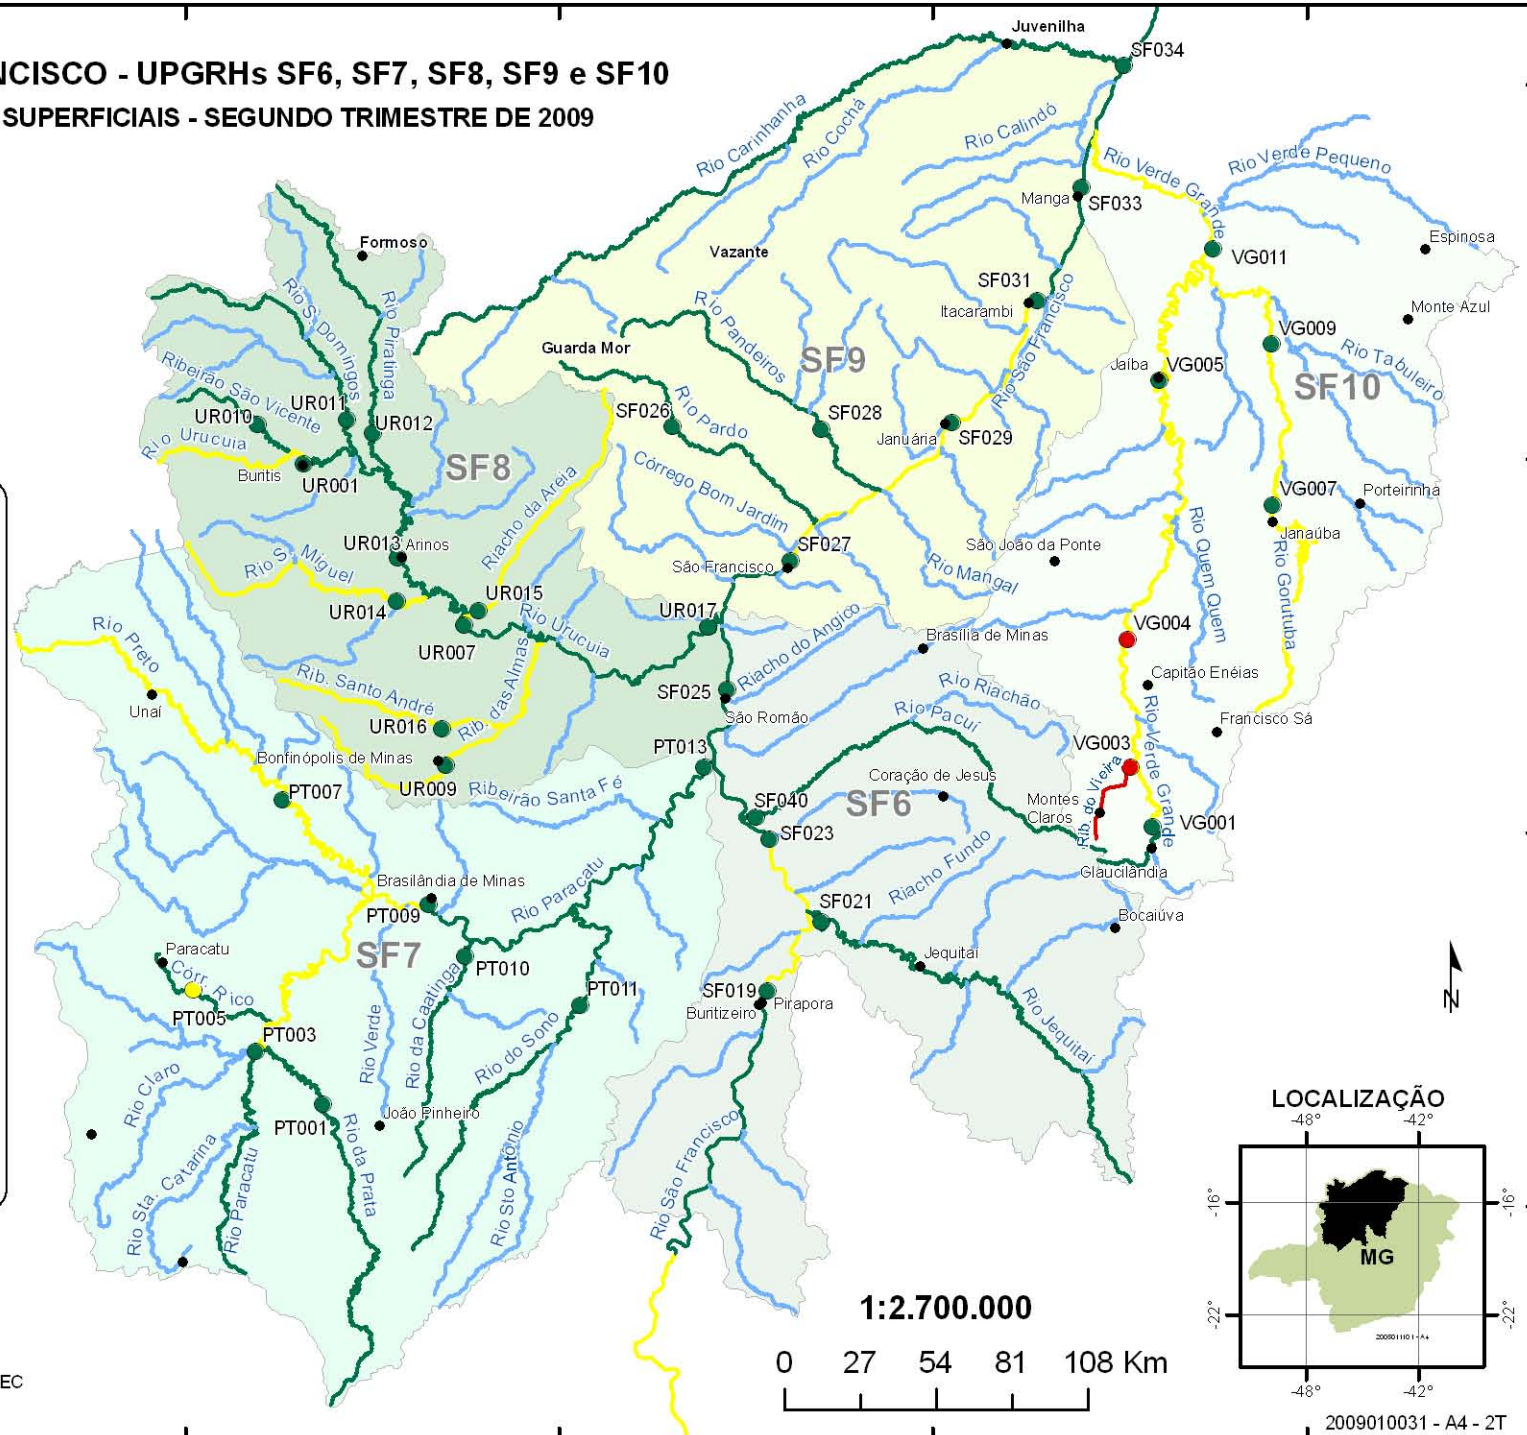 NCISCO - UPGRHs SF6, SF7, SF8, SF9 e SF10
SUPERFICIAIS - SEGUNDO TRIMESTRE DE 2009
Juvenilha
SF034
Rio Carinhanha
Rio Cochá
Rio Calindó
Rio Verde Grande
Rio Verde Pequeno
Manga
SF033
Espinosa
Formoso
Vazante
VG011
SF031
Itacarambi
Rio São Francisco
Monte Azul
Rio S. Domingos
Rio Piratinga
Rio Pandeiros
VG009
Guarda Mor
SF9
Rio Tabuleiro
Jaíba
VG005
SF10
Ribeirão São Vicente
UR010
UR011
UR012
SF026
Rio Pardo
SF028
Januária
SF029
Rio Urucuia
Buritis
UR001
SF8
Riacho da Areia
Córrego Bom Jardim
VG007
Porteirinha
Janaúba
UR013
Arinos
SF027
São Francisco
São João da Ponte
Rio Quem Quem
Rio Gorutuba
Rio S. Miguel
Rio Mangal
UR014
UR015
UR007
Rio Urucuia
UR017
Riacho do Angico
Brasília de Minas
VG004
Rio Preto
Unaí
Rib. Santo André
Rib. das Almas
SF025
São Romão
Rio Riachão
Capitão Enéias
Rio Pacuí
Francisco Sá
UR016
Bonfinópolis de Minas
UR009
PT013
VG003
Rio Verde Grande
PT007
Ribeirão Santa Fé
SF040
SF023
Coração de Jesus
SF6
Montes
Claros
Rib. do Vieira
VG001
Glaucilândia
Brasilândia de Minas
PT009
Rio Paracatu
Riacho Fundo
SF021
Bocaiúva
Paracatu
SF7
Córr. Rico
PT005
PT010
PT011
Jequitaí
SF019
Buritizeiro
Pirapora
N
PT003
Rio Verde
Rio da Caatinga
Rio do Sono
Rio Jequitaí
Rio Claro
PT001
João Pinheiro
Rio da Prata
Rio Sta. Catarina
Rio Paracatu
Rio Sto Antônio
Rio São Francisco
LOCALIZAÇÃO
-48°
-42°
-16°
-16°
MG
-22°
-22°
-48°
-42°
1:2.700.000
0 27 54 81 108 Km
EC
2009010031 - A4 - 2T